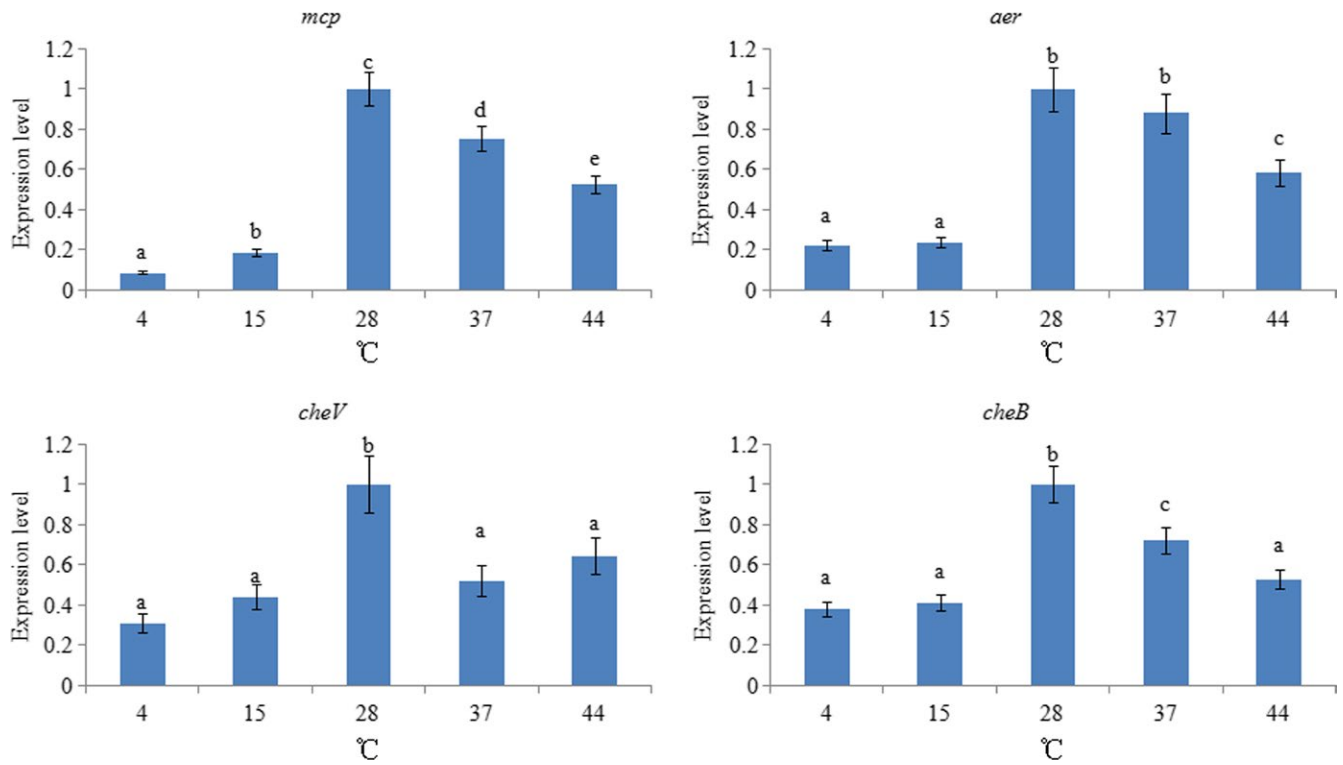 mcp
Expression level
1.2
1
0.8
0.6
0.4
0.2
0
a
b
c
d
e
4 15 28 37 44
℃
aer
Expression level
1.2
1
0.8
0.6
0.4
0.2
0
a
a
b
b
c
4 15 28 37 44
℃
cheV
Expression level
1.2
1
0.8
0.6
0.4
0.2
0
a
a
b
a
a
4 15 28 37 44
℃
cheB
Expression level
1.2
1
0.8
0.6
0.4
0.2
0
a
a
b
c
a
4 15 28 37 44
℃